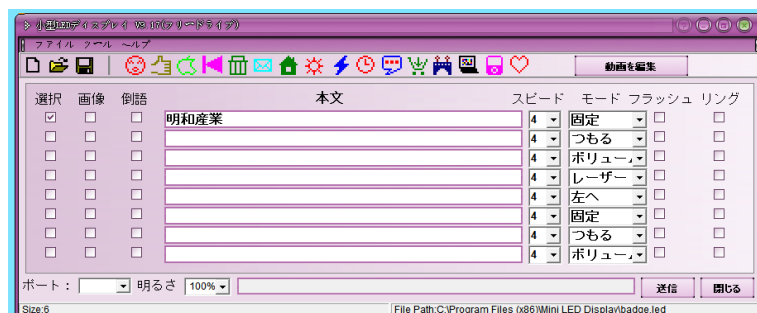 小型LEDディスプレイ V3.17(フリードライブ)
ファイル ツール ヘルプ
動画を編集
選択 画像 倒語 本文 スピード モード フラッシュ リング
明和産業 4 固定
4 つもる
4 ボリューム
4 レーザー
4 左へ
4 固定
4 つもる
4 ボリューム
ポート： 明るさ 100% 送信 閉じる
Size:6 File Path:C:\Program Files (x86)\Mini LED Display\badge.led